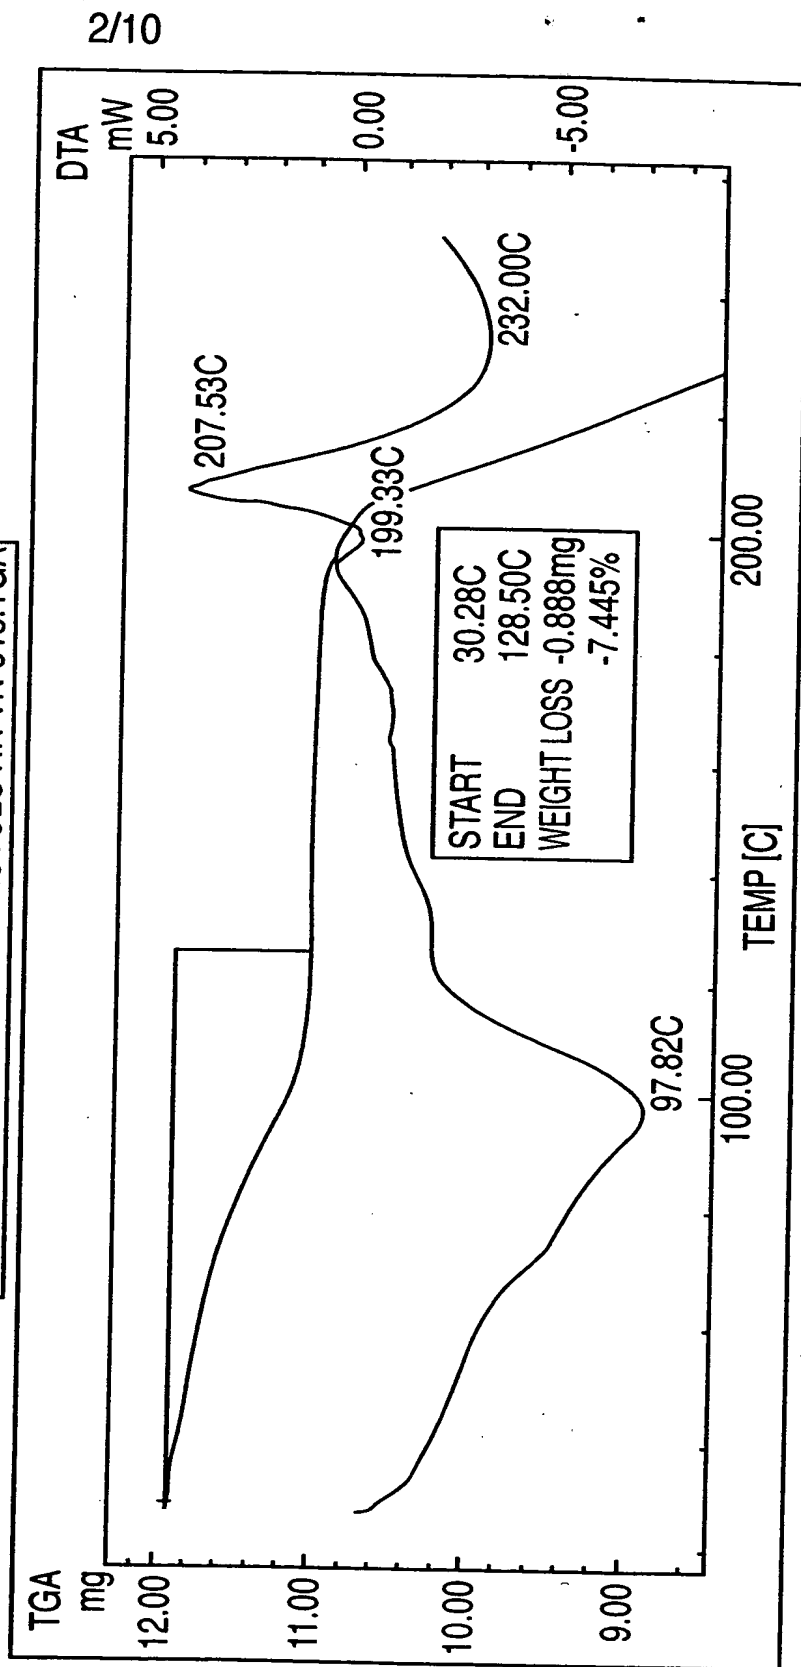 2/10
TGA
mg
DTA
mW
12.00
11.00
10.00
9.00
5.00
0.00
-5.00
207.53C
199.33C
232.00C
97.82C
START 30.28C
END 128.50C
WEIGHT LOSS -0.888mg
-7.445%
100.00
200.00
TEMP [C]